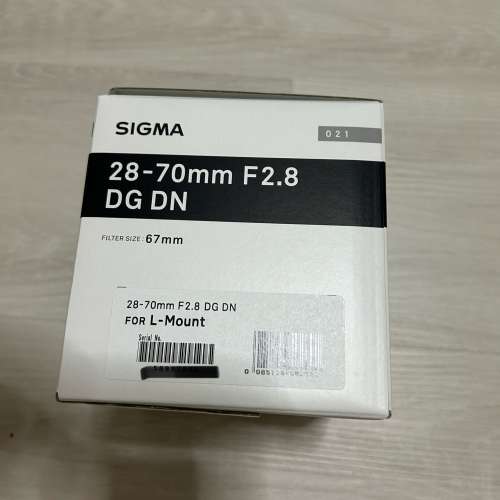 SIGMA
021
28-70mm F2.8
DG DN
FILTER SIZE: 67mm
28-70mm F2.8 DG DN
FOR L-Mount
Serial No.